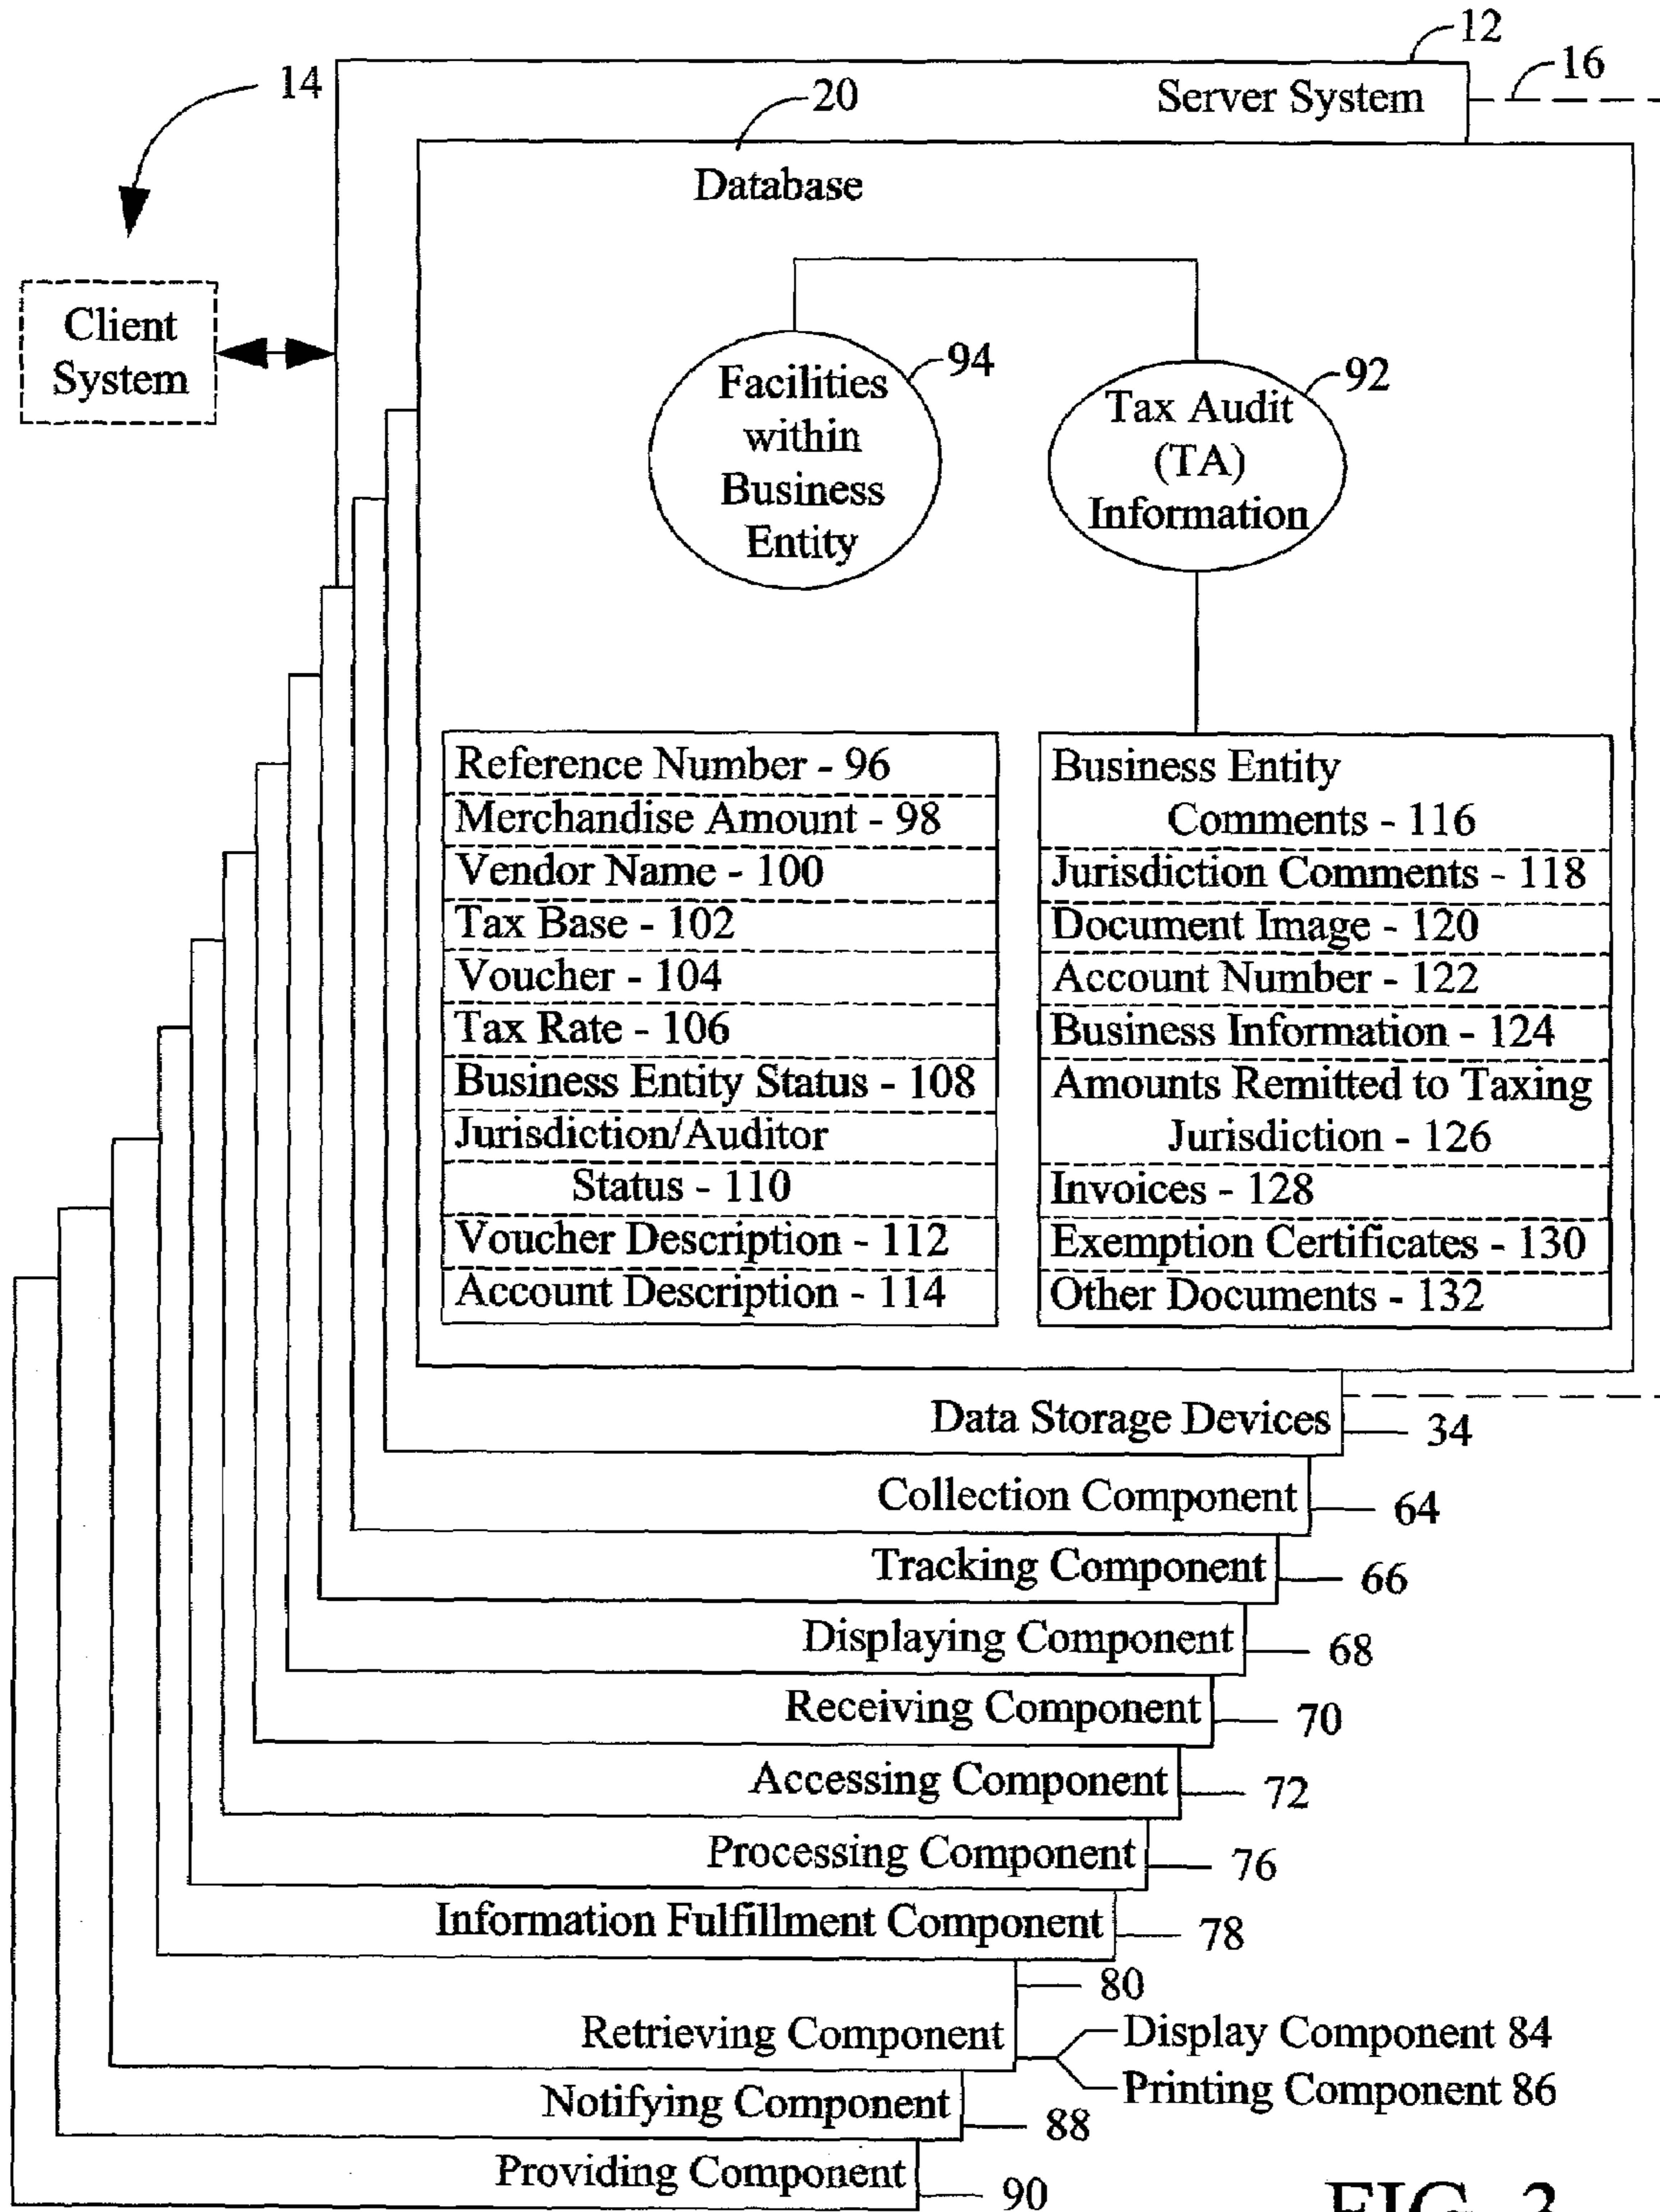 12
16
14
20
Server System
Database
Client
System
94
Facilities
within
Business
Entity
92
Tax Audit
(TA)
Information
Reference Number - 96
Merchandise Amount - 98
Vendor Name - 100
Tax Base - 102
Voucher - 104
Tax Rate - 106
Business Entity Status - 108
Jurisdiction/Auditor
Status - 110
Voucher Description - 112
Account Description - 114
Business Entity
Comments - 116
Jurisdiction Comments - 118
Document Image - 120
Account Number - 122
Business Information - 124
Amounts Remitted to Taxing
Jurisdiction - 126
Invoices - 128
Exemption Certificates - 130
Other Documents - 132
Data Storage Devices
34
Collection Component
64
Tracking Component
66
Displaying Component
68
Receiving Component
70
Accessing Component
72
Processing Component
76
Information Fulfillment Component
78
80
Retrieving Component
Display Component 84
Printing Component 86
Notifying Component
88
Providing Component
90
FIG. 3